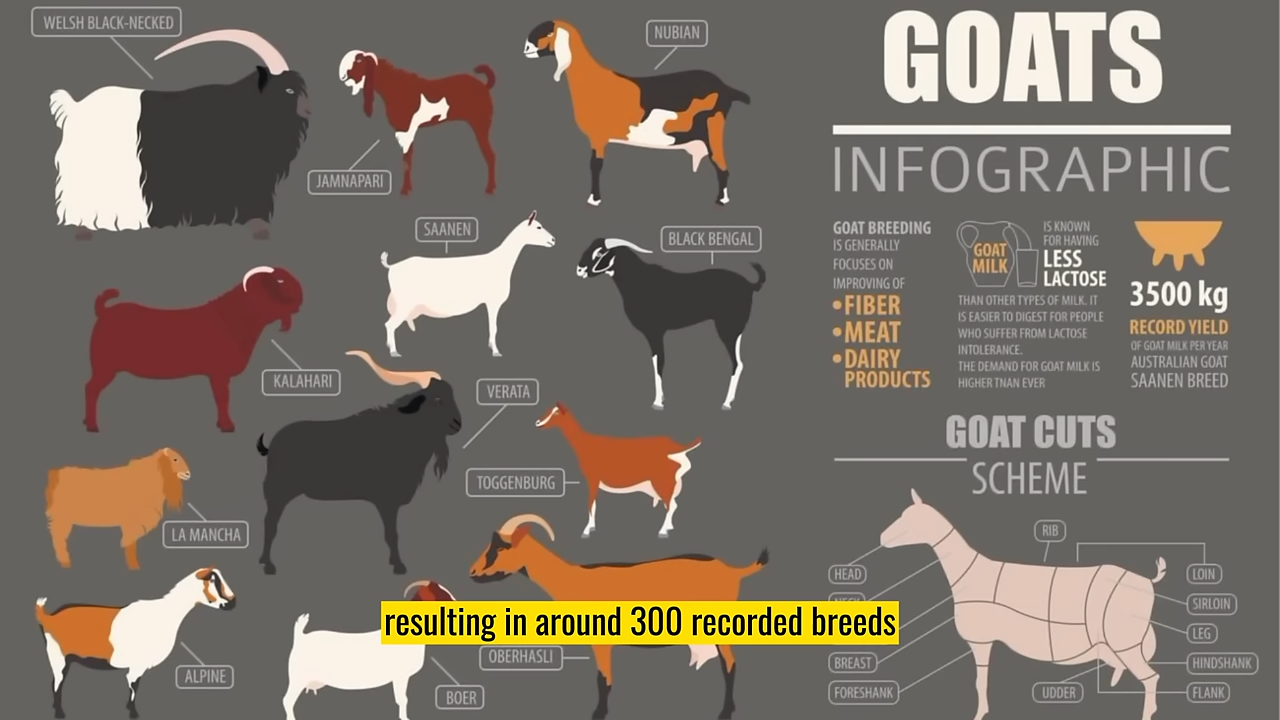 WELSH BLACK-NECKED
JAMNAPARI
NUBIAN
SAANEN
BLACK BENGAL
KALAHARI
VERATA
TOGGENBURG
LA MANCHA
ALPINE
BOER
OBERHASLI
resulting in around 300 recorded breeds
GOATS
INFOGRAPHIC
GOAT BREEDING
IS GENERALLY
FOCUSES ON
IMPROVING OF
•FIBER
•MEAT
•DAIRY
PRODUCTS
GOAT
MILK
IS KNOWN
FOR HAVING
LESS
LACTOSE
THAN OTHER TYPES OF MILK. IT
IS EASIER TO DIGEST FOR PEOPLE
WHO SUFFER FROM LACTOSE
INTOLERANCE.
THE DEMAND FOR GOAT MILK IS
HIGHER THAN EVER
3500 kg
RECORD YIELD
OF GOAT MILK PER YEAR
AUSTRALIAN GOAT
SAANEN BREED
GOAT CUTS
SCHEME
RIB
HEAD
LOIN
SIRLOIN
LEG
BREAST
HINDSHANK
FORESHANK
UDDER
FLANK